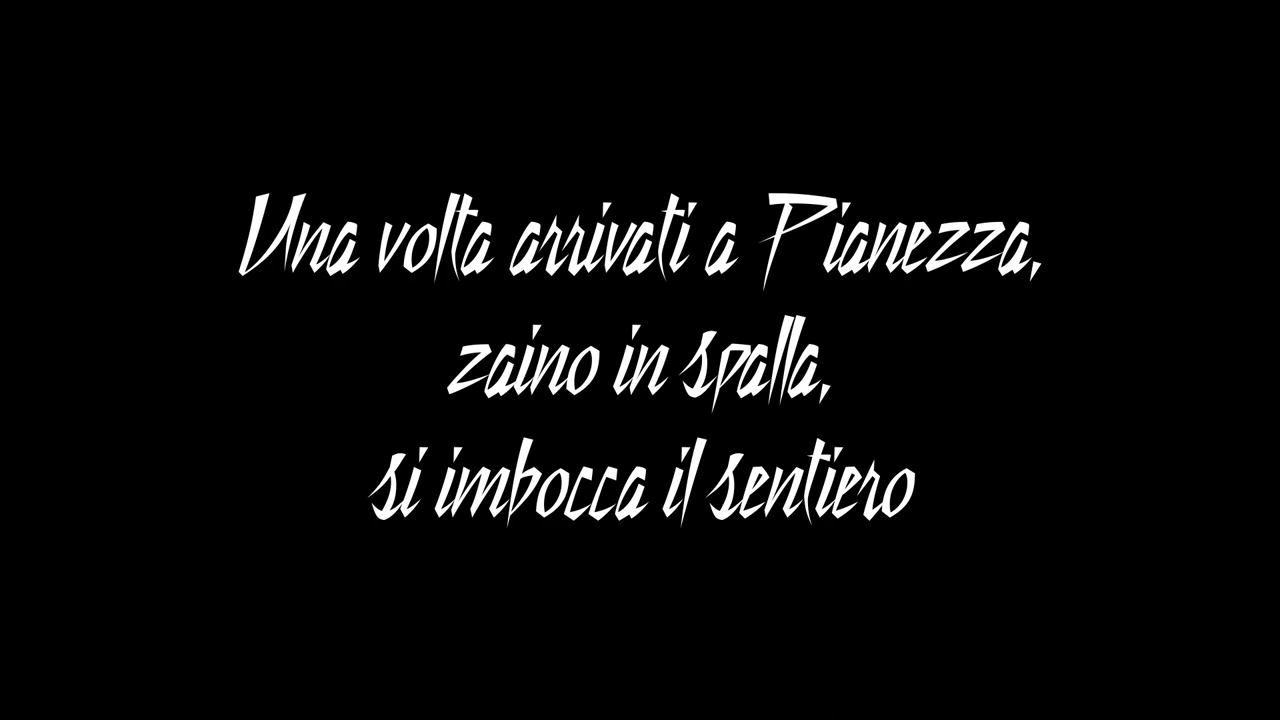 Una volta arrivati a Pianezza,
zaino in spalla,
si imbocca il sentiero